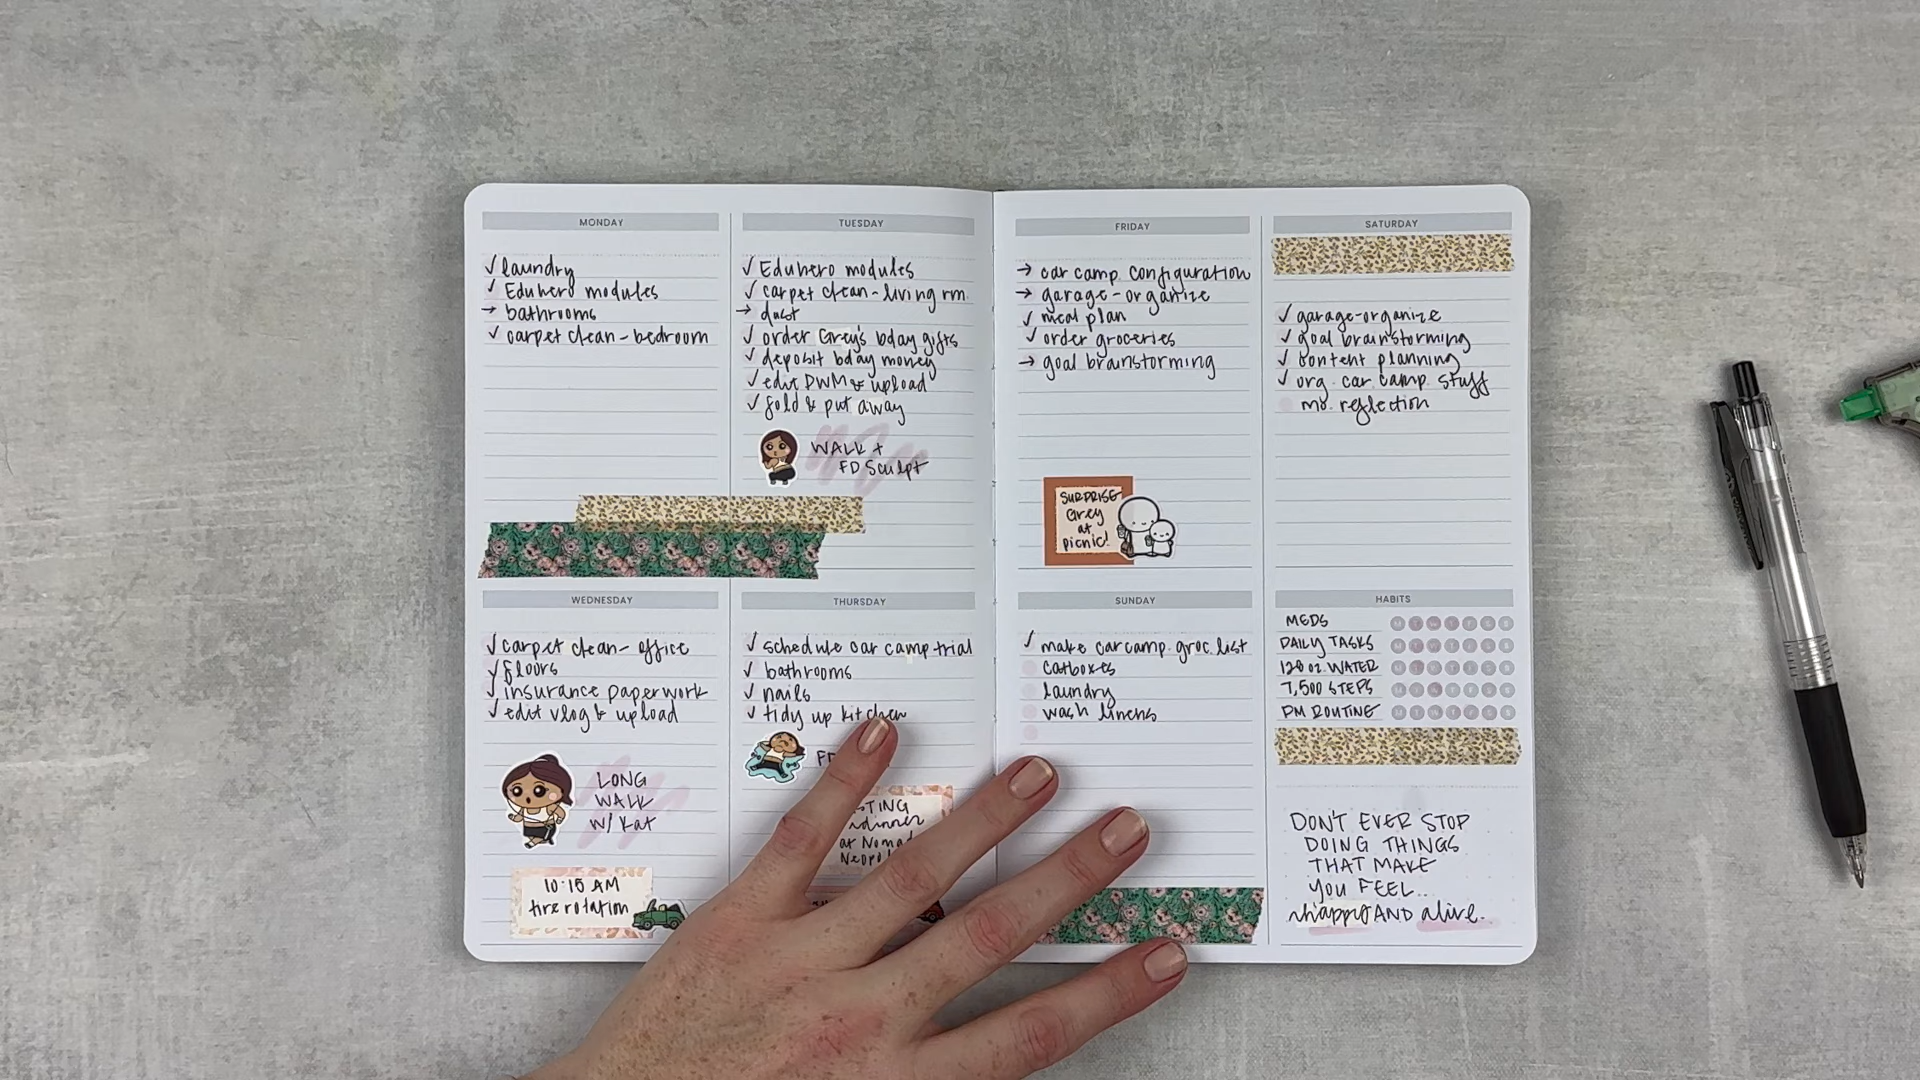 MONDAY
✓ laundry
✓ Eduhero modules
→ bathrooms
✓ carpet clean - bedroom
TUESDAY
✓ Eduhero modules
✓ carpet clean - living rm.
→ dust
✓ order Grey's bday gifts
✓ deposit bday money
✓ edit DWM & upload
✓ fold & put away
WALK +
FD Sculpt
WEDNESDAY
✓ carpet clean - office
✓ floors
✓ insurance paperwork
✓ edit vlog & upload
LONG
WALK
w/ Kat
10:15 AM
tire rotation
THURSDAY
✓ schedule car camp trial
✓ bathrooms
✓ nails
✓ tidy up kitchen
at
FRIDAY
→ car camp configuration
→ garage - organize
✓ meal plan
✓ order groceries
→ goal brainstorming
SURPRISE
Grey
at
picnic!
SATURDAY
✓ garage-organize
✓ goal brainstorming
✓ content planning
✓ org. car camp stuff
mo. reflection
SUNDAY
✓ make car camp groc. list
catboxes
laundry
wash linens
HABITS
MEDS M T W T F S S
DAILY TASKS M T W T F S S
128 oz. WATER M T W T F S S
7,500 STEPS M T W T F S S
PM ROUTINE M T W T F S S
DON'T EVER STOP
DOING THINGS
THAT MAKE
YOU FEEL...
happy AND alive.